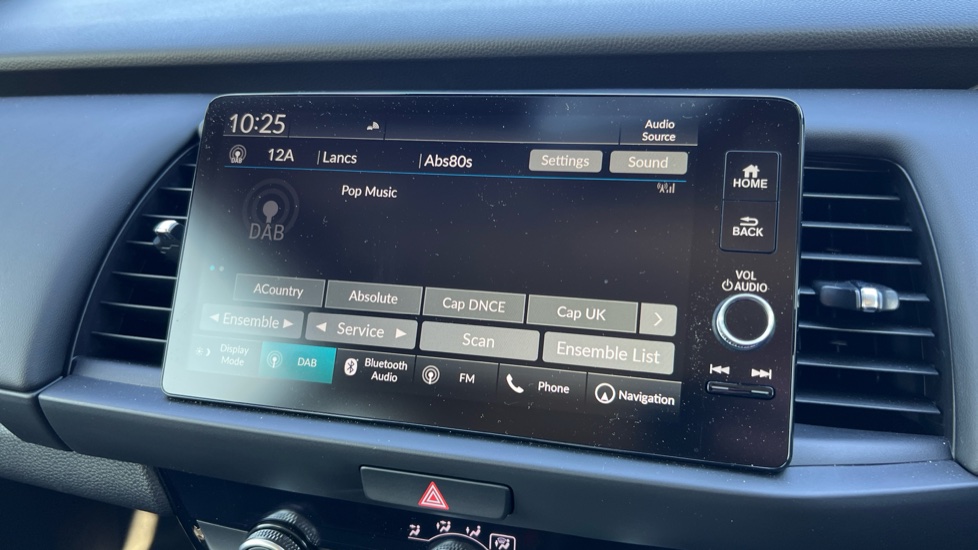 10:25
Audio
Source
12A | Lancs | Abs80s Settings Sound
Pop Music
DAB
HOME
BACK
VOL
AUDIO
ACountry Absolute Cap DNCE Cap UK
Ensemble Service Scan Ensemble List
Display
Mode
DAB
Bluetooth
Audio
FM
Phone
Navigation